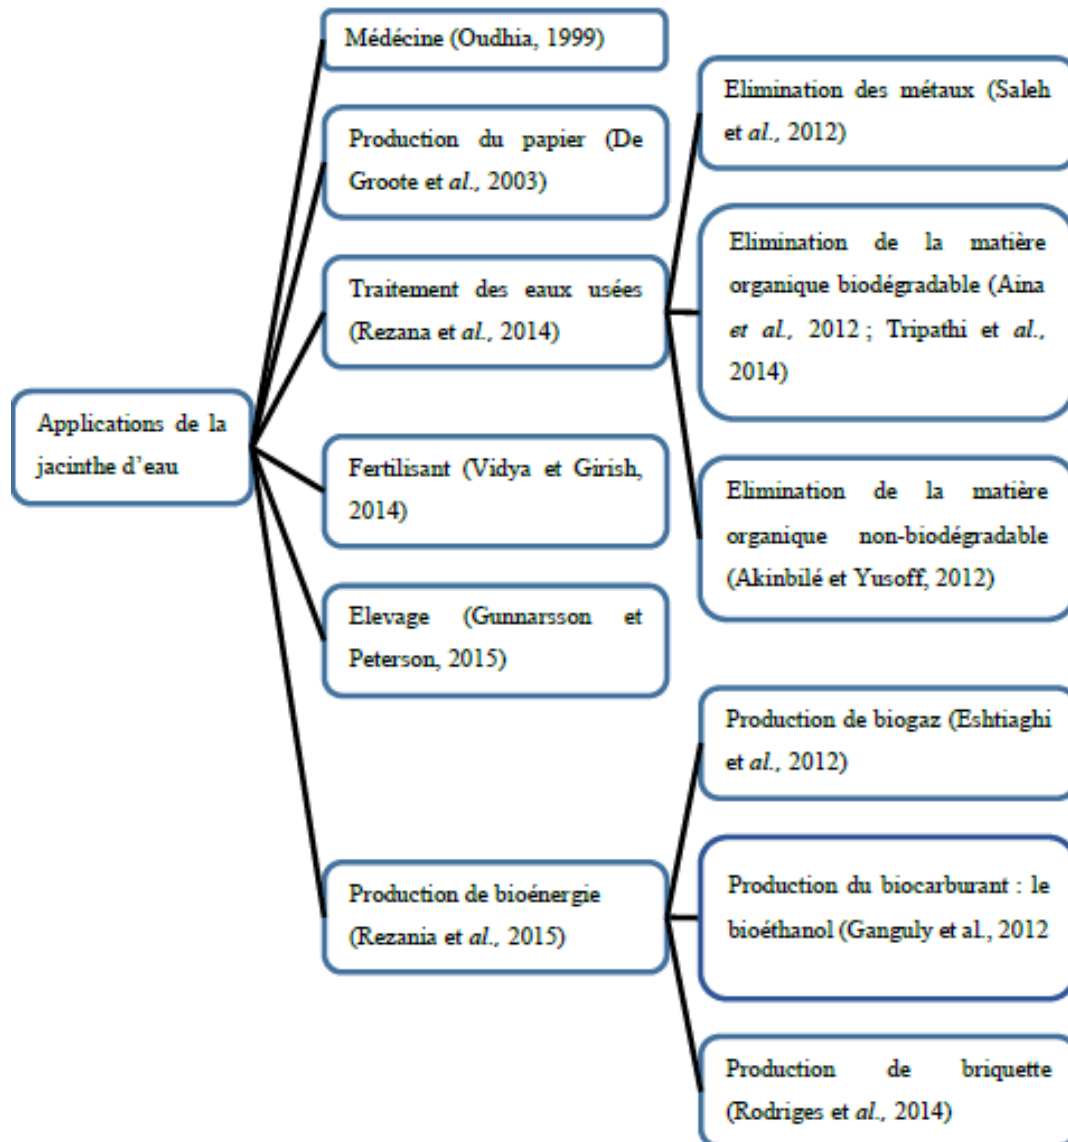 Applications de la
jacinthe d'eau
Médécine (Oudhia, 1999)
Production du papier (De
Groote et al., 2003)
Traitement des eaux usées
(Rezana et al., 2014)
Fertilisant (Vidya et Girish,
2014)
Elevage (Gunnarsson et
Peterson, 2015)
Production de bioénergie
(Rezania et al., 2015)
Elimination des métaux (Saleh
et al., 2012)
Elimination de la matière
organique biodégradable (Aina
et al., 2012 ; Tripathi et al.,
2014)
Elimination de la matière
organique non-biodégradable
(Akinbilé et Yusoff, 2012)
Production de biogaz (Eshtiaghi
et al., 2012)
Production du biocarburant : le
bioéthanol (Ganguly et al., 2012
Production de briquette
(Rodriges et al., 2014)